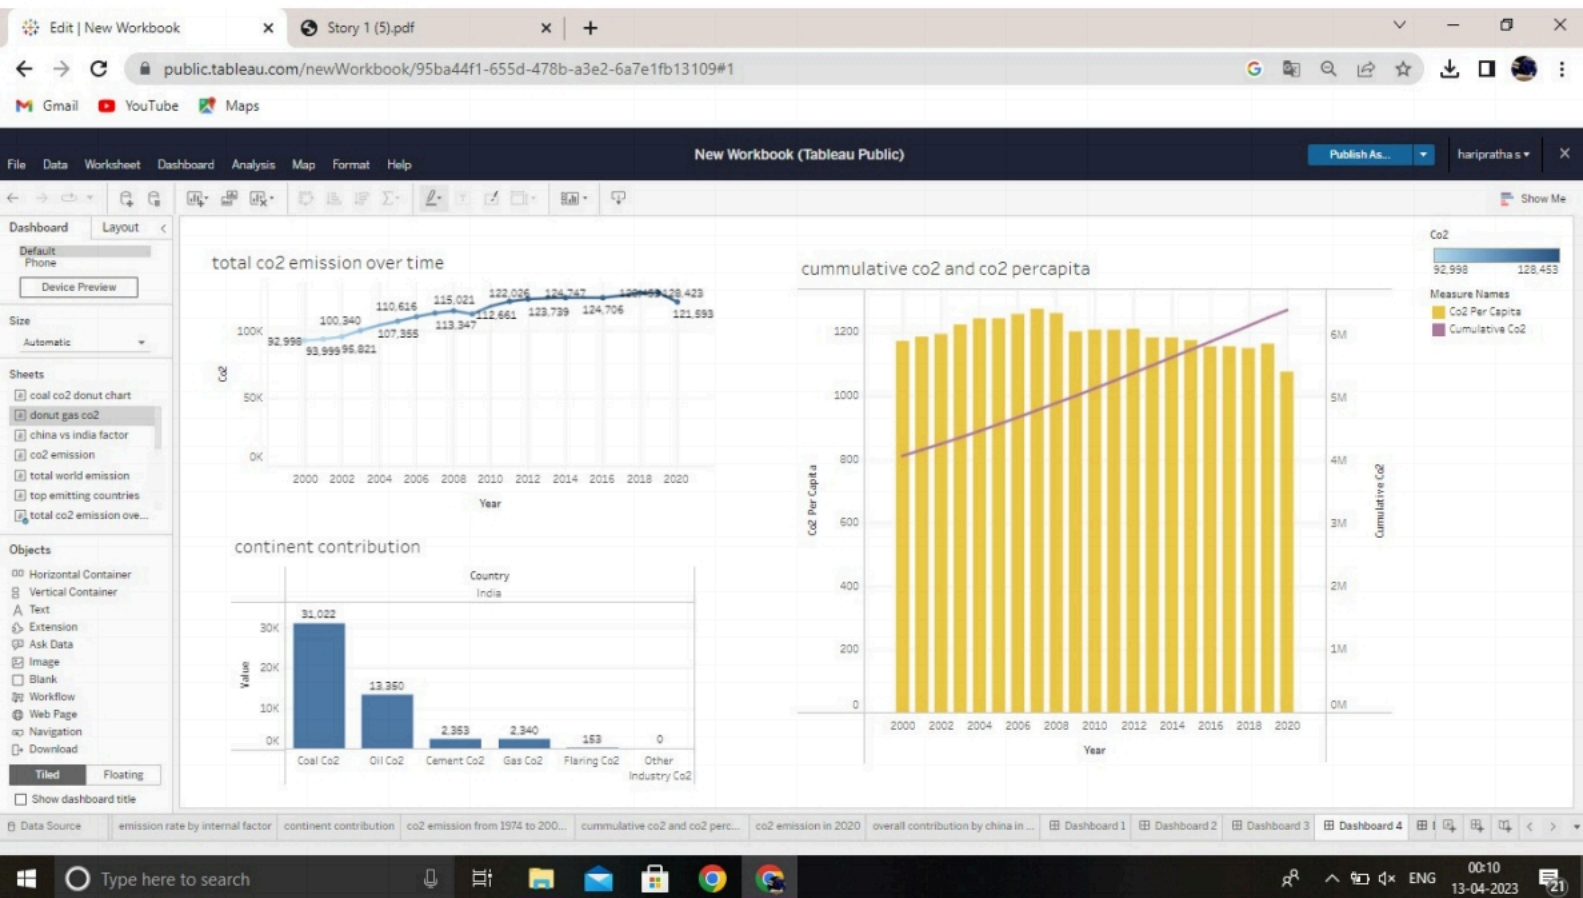 Edit | New Workbook
Story 1 (5).pdf
public.tableau.com/newWorkbook/95ba44f1-655d-478b-a3e2-6a7e1fb13109#1
Gmail YouTube Maps
New Workbook (Tableau Public)
File Data Worksheet Dashboard Analysis Map Format Help
Publish As...
haripratha s
Show Me
Dashboard Layout
Default
Phone
Device Preview
Size
Automatic
Sheets
coal co2 donut chart
donut gas co2
china vs india factor
co2 emission
total world emission
top emitting countries
total co2 emission ove...
Objects
Horizontal Container
Vertical Container
Text
Extension
Ask Data
Image
Blank
Workflow
Web Page
Navigation
Download
Tiled Floating
Show dashboard title
total co2 emission over time
122,026 124,747 128,423
110,616 115,021
100,340 112,661 123,739 124,706 121,593
92,998 107,355 113,347
93,999 95,821
100K
50K
0K
Co2
2000 2002 2004 2006 2008 2010 2012 2014 2016 2018 2020
Year
continent contribution
Country
India
31,022
13,350
2,353 2,340 153 0
30K
20K
10K
0K
Value
Coal Co2 Oil Co2 Cement Co2 Gas Co2 Flaring Co2 Other
Industry Co2
cummulative co2 and co2 percapita
1200
1000
800
600
400
200
0
Co2 Per Capita
6M
5M
4M
3M
2M
1M
0M
Cumulative Co2
2000 2002 2004 2006 2008 2010 2012 2014 2016 2018 2020
Year
Co2
92,998 128,453
Measure Names
Co2 Per Capita
Cumulative Co2
Data Source emission rate by internal factor continent contribution co2 emission from 1974 to 200... cummulative co2 and co2 perc... co2 emission in 2020 overall contribution by china in ... Dashboard 1 Dashboard 2 Dashboard 3 Dashboard 4
Type here to search
ENG
00:10
13-04-2023
21